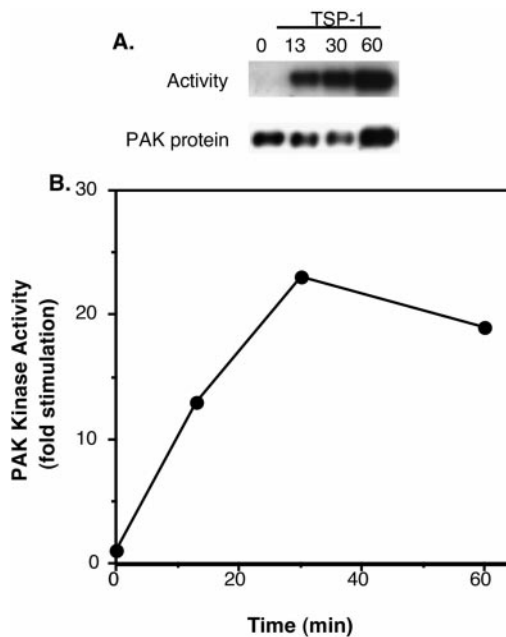 TSP-1
A. 0 13 30 60
Activity
PAK protein
B. 30
20
10
0
0 20 40 60
PAK Kinase Activity
(fold stimulation)
Time (min)